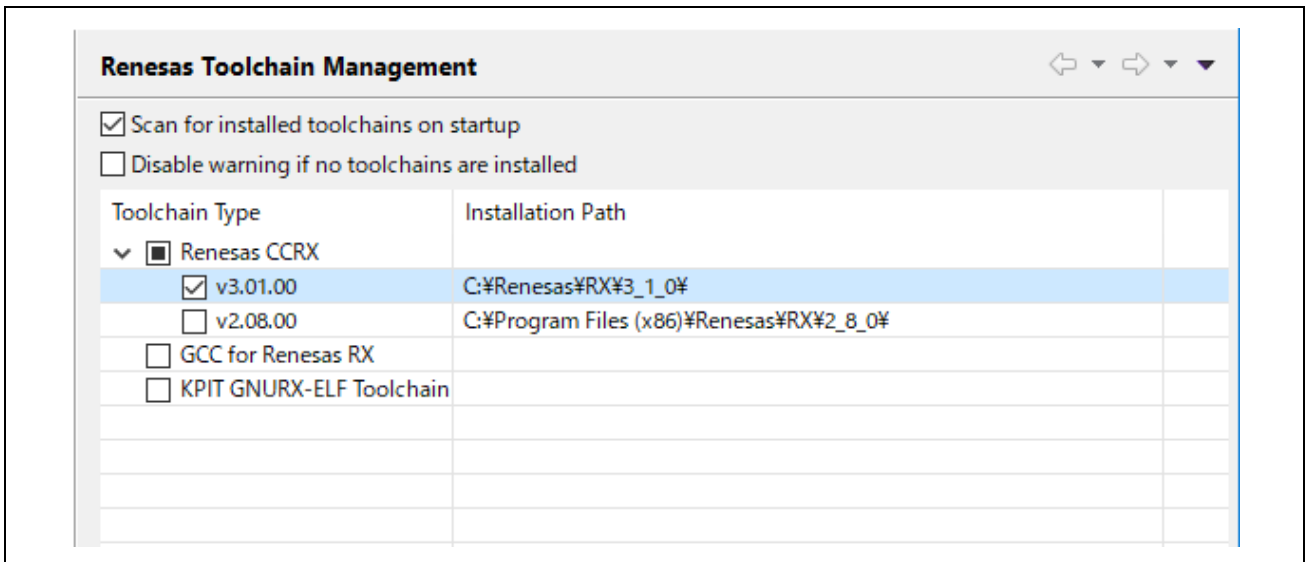 Renesas Toolchain Management
Scan for installed toolchains on startup
Disable warning if no toolchains are installed
Toolchain Type Installation Path
Renesas CCRX
v3.01.00 C:¥Renesas¥RX¥3_1_0¥
v2.08.00 C:¥Program Files (x86)¥Renesas¥RX¥2_8_0¥
GCC for Renesas RX
KPIT GNURX-ELF Toolchain